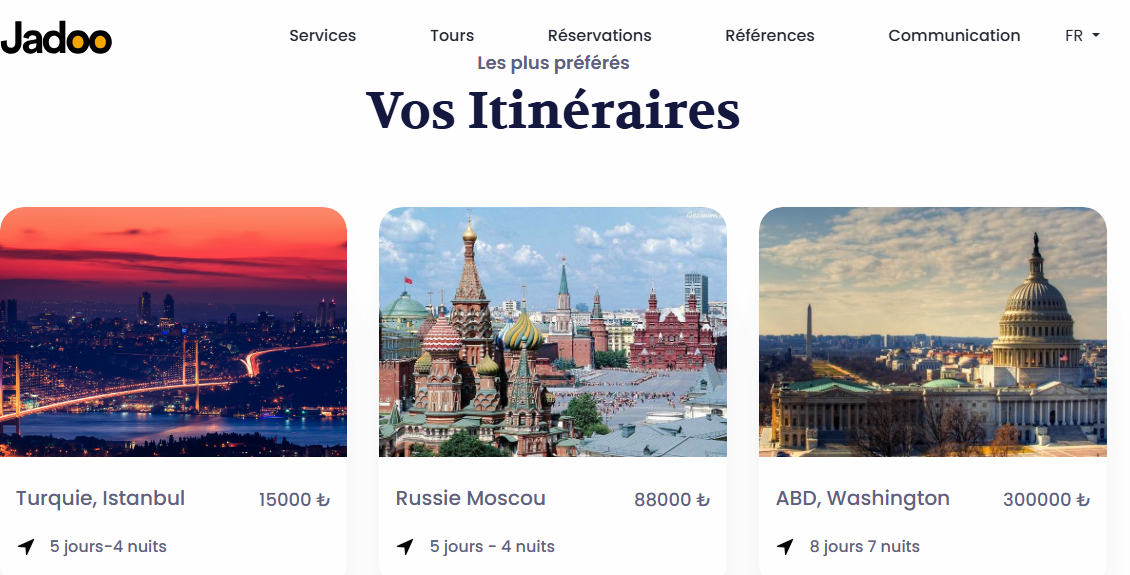 Jadoo
Services Tours Réservations Références Communication FR
Les plus préférés
Vos Itinéraires
Turquie, Istanbul 15000 ₺
Russie Moscou 88000 ₺
ABD, Washington 300000 ₺
5 jours-4 nuits
5 jours - 4 nuits
8 jours 7 nuits